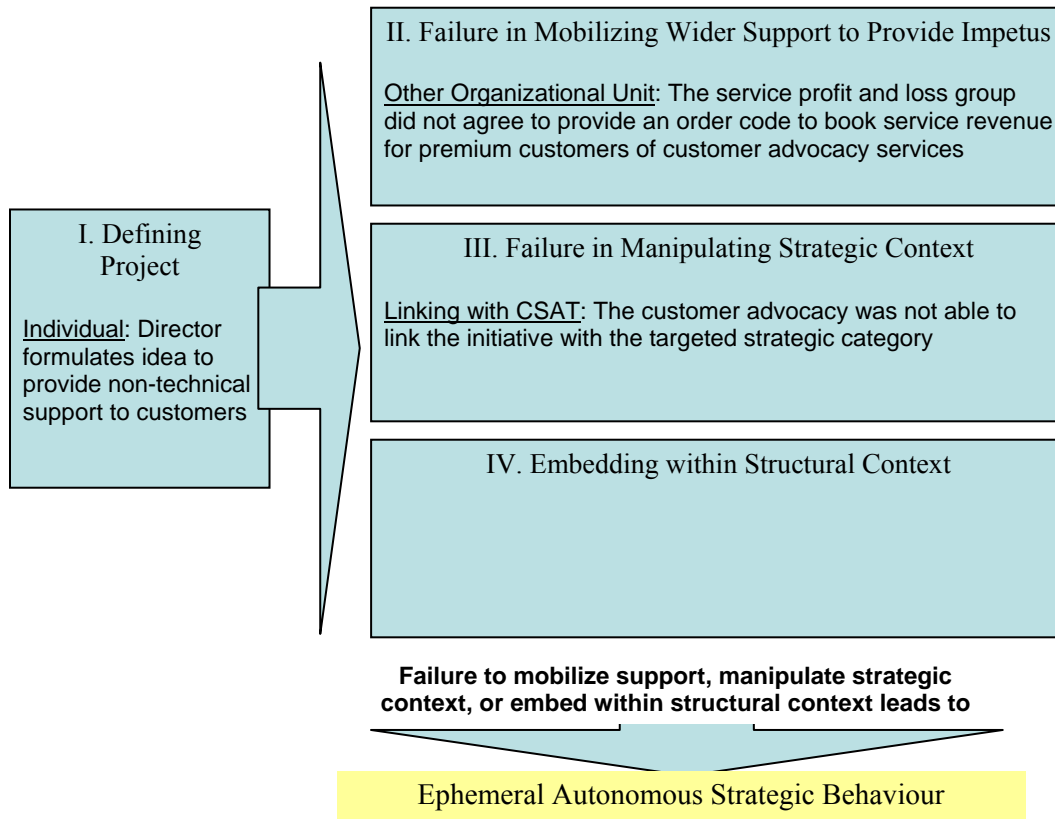 II. Failure in Mobilizing Wider Support to Provide Impetus
Other Organizational Unit: The service profit and loss group
did not agree to provide an order code to book service revenue
for premium customers of customer advocacy services
I. Defining
Project
Individual: Director
formulates idea to
provide non-technical
support to customers
III. Failure in Manipulating Strategic Context
Linking with CSAT: The customer advocacy was not able to
link the initiative with the targeted strategic category
IV. Embedding within Structural Context
Failure to mobilize support, manipulate strategic
context, or embed within structural context leads to
Ephemeral Autonomous Strategic Behaviour